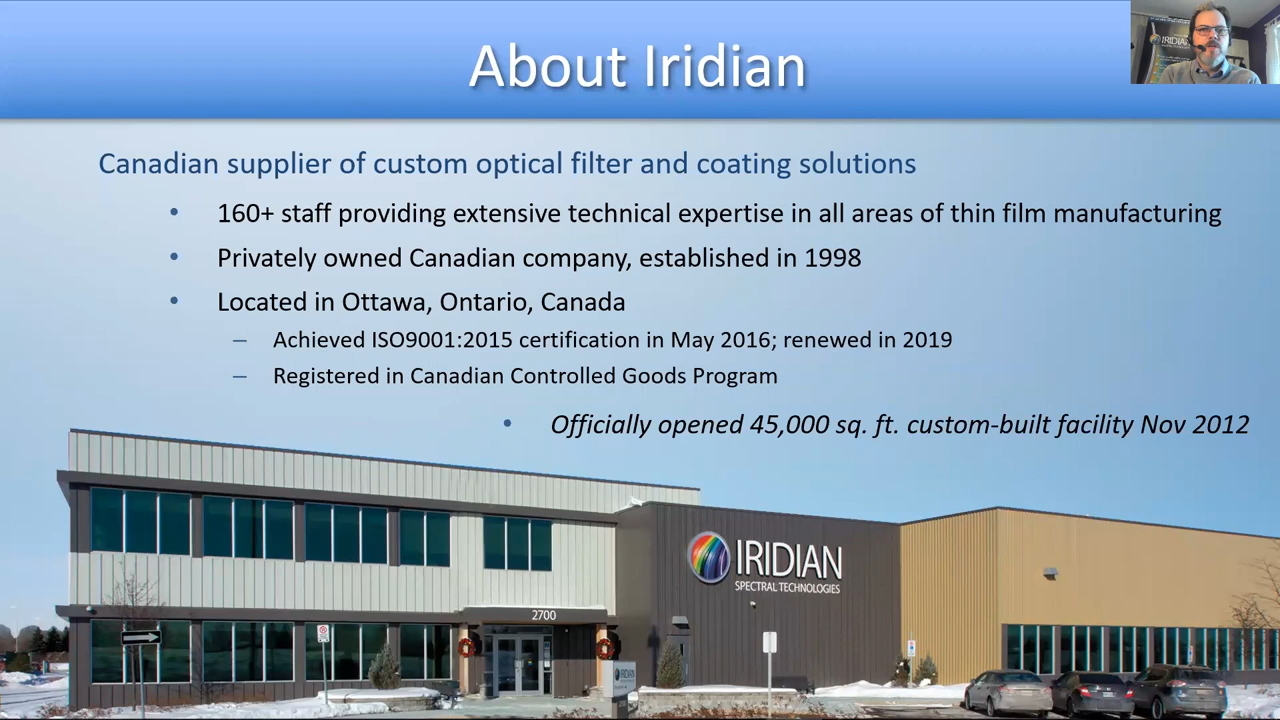 About Iridian
IRIDIAN
Canadian supplier of custom optical filter and coating solutions
• 160+ staff providing extensive technical expertise in all areas of thin film manufacturing
• Privately owned Canadian company, established in 1998
• Located in Ottawa, Ontario, Canada
– Achieved ISO9001:2015 certification in May 2016; renewed in 2019
– Registered in Canadian Controlled Goods Program
• Officially opened 45,000 sq. ft. custom-built facility Nov 2012
IRIDIAN
SPECTRAL TECHNOLOGIES
2700